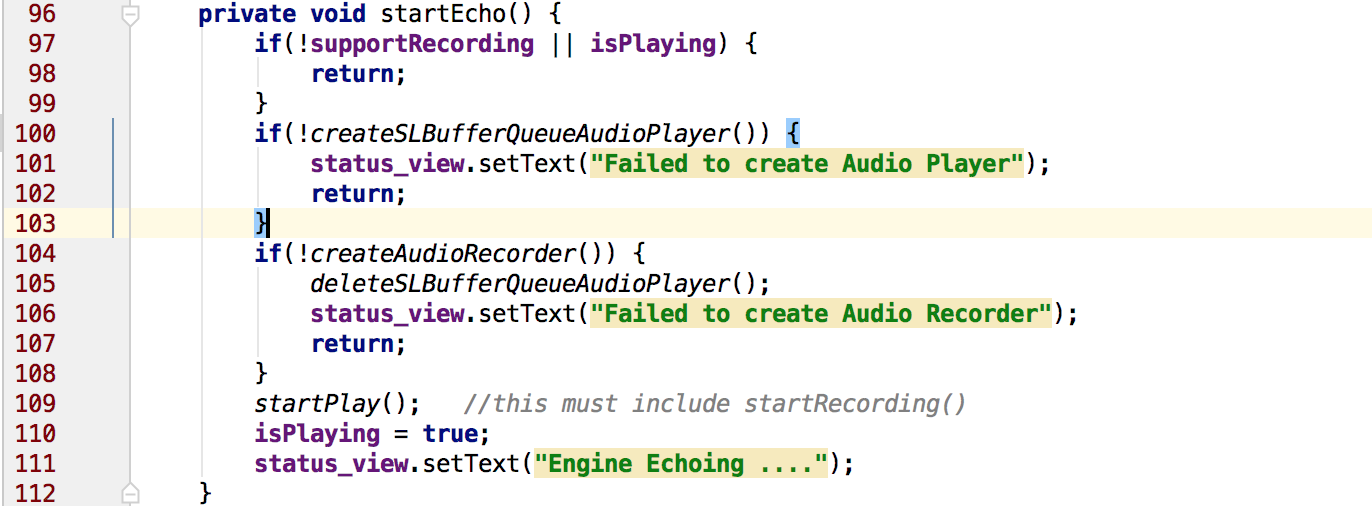 96 private void startEcho() {
97 if(!supportRecording || isPlaying) {
98 return;
99 }
100 if(!createSLBufferQueueAudioPlayer()) {
101 status_view.setText("Failed to create Audio Player");
102 return;
103 }
104 if(!createAudioRecorder()) {
105 deleteSLBufferQueueAudioPlayer();
106 status_view.setText("Failed to create Audio Recorder");
107 return;
108 }
109 startPlay(); //this must include startRecording()
110 isPlaying = true;
111 status_view.setText("Engine Echoing ....");
112 }